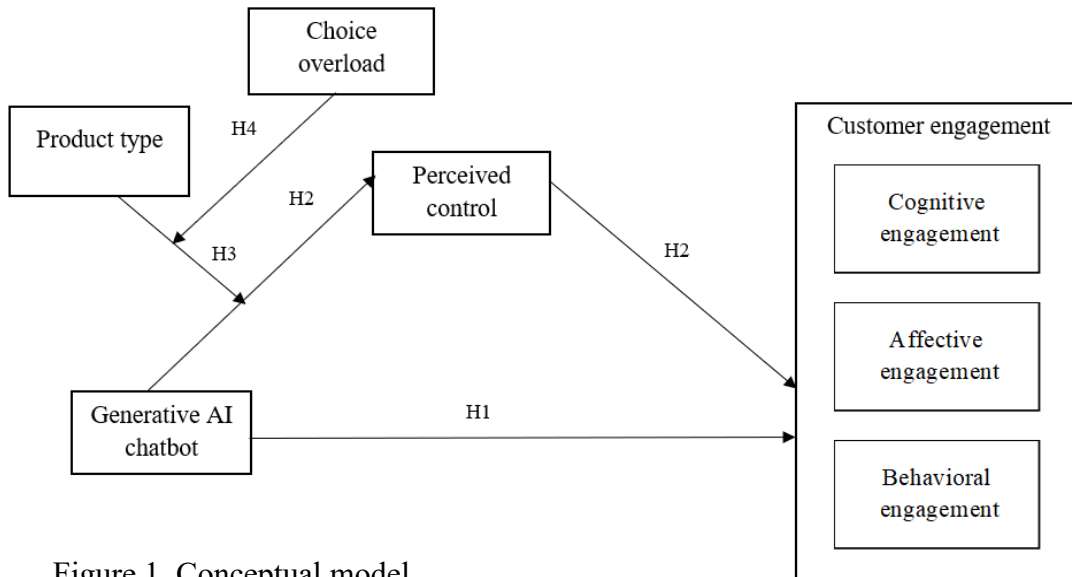 Choice
overload
Product type
H4
H3
H2
Perceived
control
H2
Generative AI
chatbot
H1
Customer engagement
Cognitive
engagement
Affective
engagement
Behavioral
engagement
Figure 1. Conceptual model